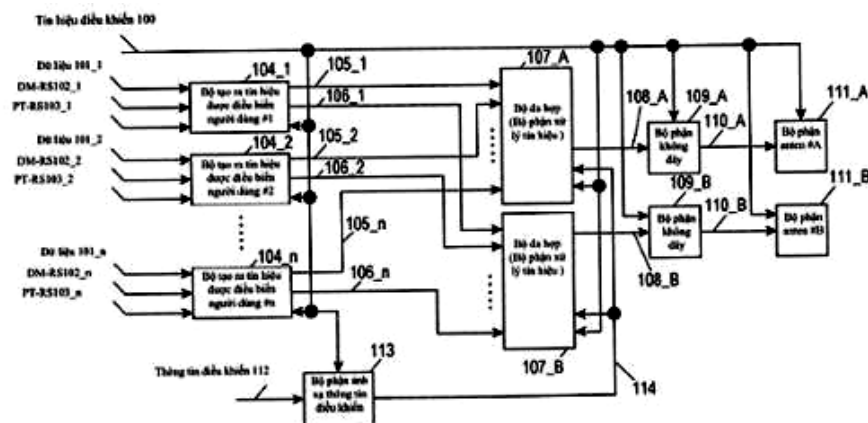 Tín hiệu điều khiển 100
Dữ liệu 101_1
DM-RS102_1
PT-RS103_1
104_1
Bộ tạo ra tín hiệu
được điều biến
người dùng #1
105_1
106_1
Dữ liệu 101_2
DM-RS102_2
PT-RS103_2
104_2
Bộ tạo ra tín hiệu
được điều biến
người dùng #2
105_2
106_2
Dữ liệu 101_n
DM-RS102_n
PT-RS103_n
104_n
Bộ tạo ra tín hiệu
được điều biến
người dùng #n
105_n
106_n
107_A
Bộ đa hợp
(Bộ phận xử
lý tín hiệu )
108_A
109_A
Bộ phận
không
dây
110_A
111_A
Bộ phận
anten #A
Bộ đa hợp
(Bộ phận xử
lý tín hiệu )
107_B
108_B
109_B
Bộ phận
không
dây
110_B
111_B
Bộ phận
anten #B
Thông tin điều khiển 112
113
Bộ phận ánh
xạ thông tin
điều khiển
114